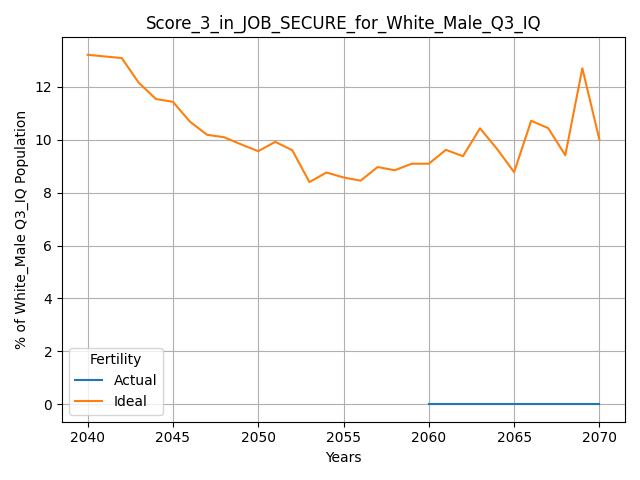 Score_3_in_JOB_SECURE_for_White_Male_Q3_IQ
% of White_Male Q3_IQ Population
12
10
8
6
4
2
0
Fertility
Actual
Ideal
2040 2045 2050 2055 2060 2065 2070
Years